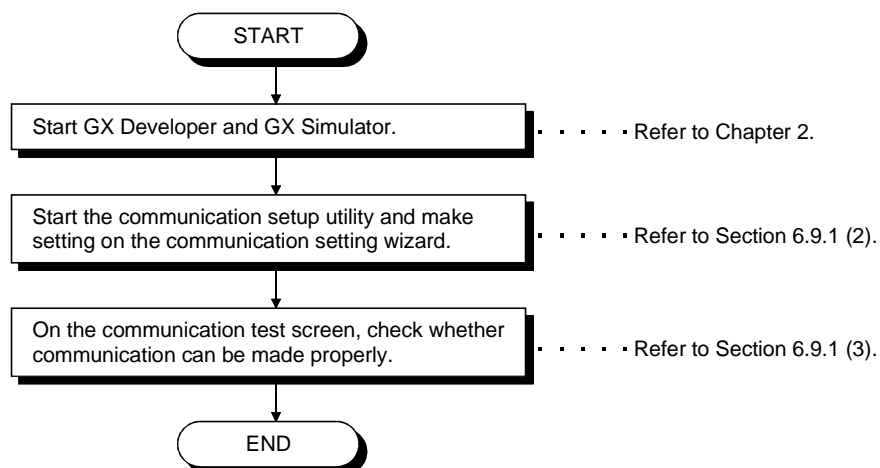 START
Start GX Developer and GX Simulator.
Refer to Chapter 2.
Start the communication setup utility and make
setting on the communication setting wizard.
Refer to Section 6.9.1 (2).
On the communication test screen, check whether
communication can be made properly.
Refer to Section 6.9.1 (3).
END